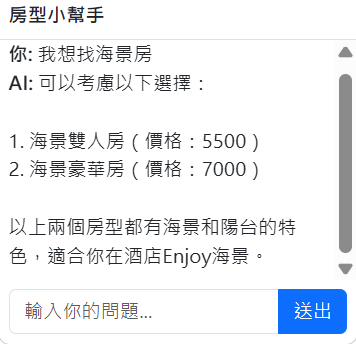 房型小幫手
你: 我想找海景房
AI: 可以考慮以下選擇：
1. 海景雙人房（價格：5500）
2. 海景豪華房（價格：7000）
以上兩個房型都有海景和陽台的特
色，適合你在酒店Enjoy海景。
輸入你的問題...
送出